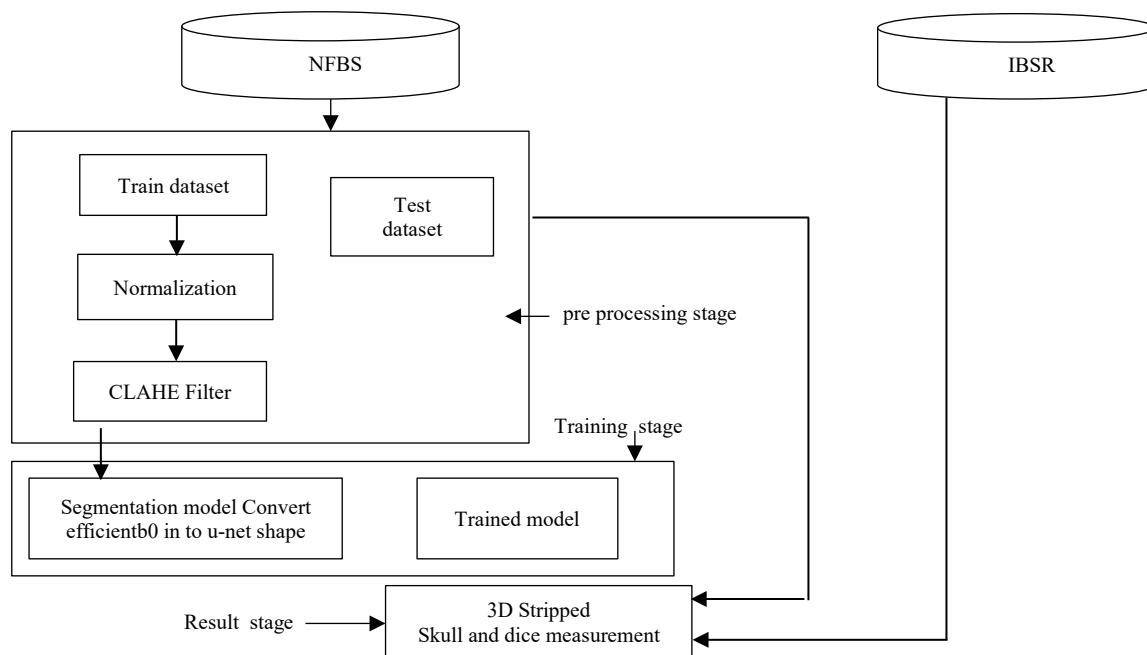 NFBS
IBSR
Train dataset
Test
dataset
Normalization
pre processing stage
CLAHE Filter
Training stage
Segmentation model Convert
efficientb0 in to u-net shape
Trained model
3D Stripped
Skull and dice measurement
Result stage